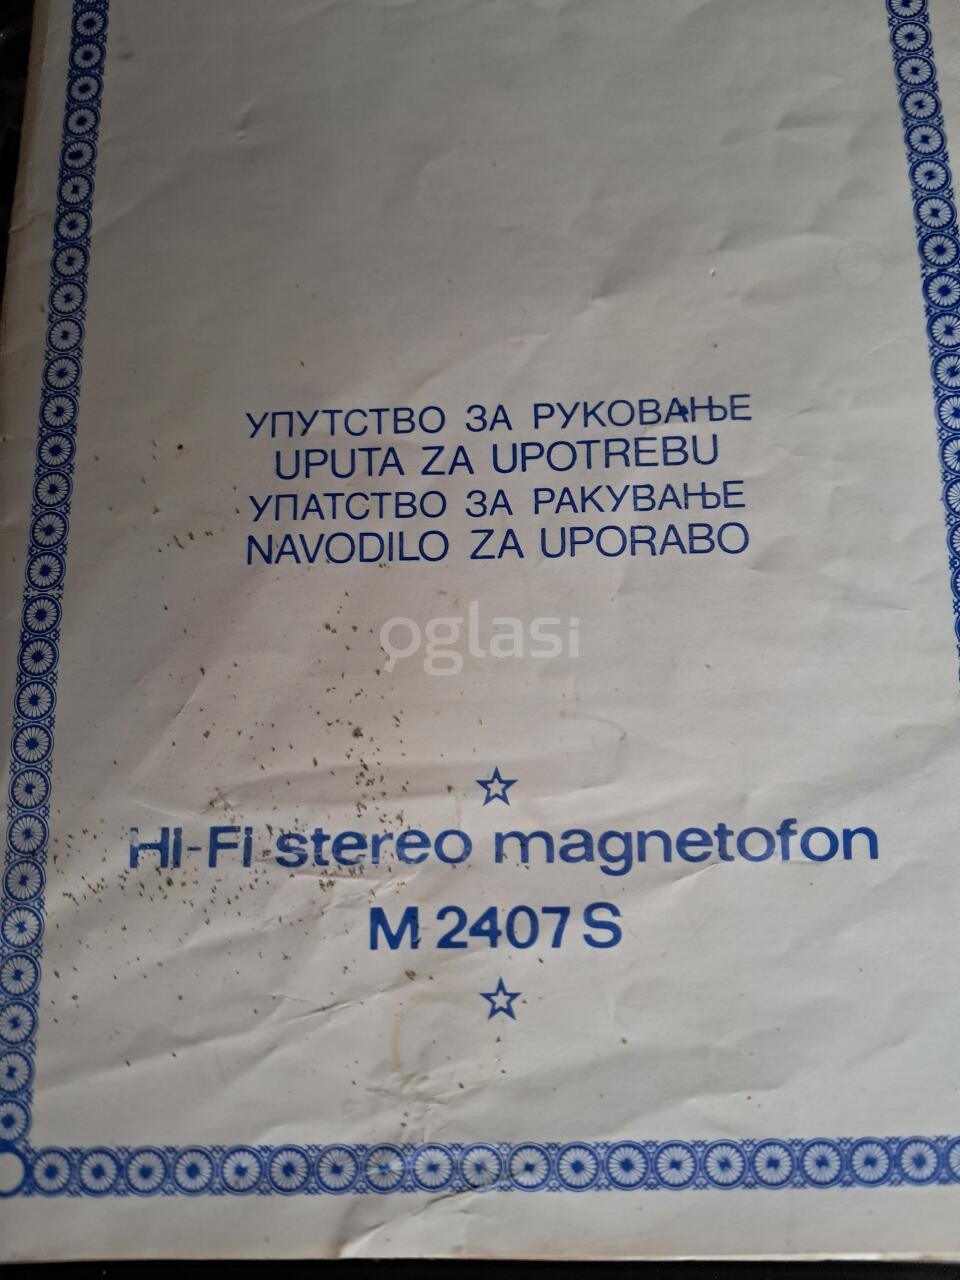 УПУТСТВО ЗА РУКОВАЊЕ
UPUTA ZA UPOTREBU
УПАТСТВО ЗА РАКУВАЊЕ
NAVODILO ZA UPORABO
oglasi
Hi-Fi stereo magnetofon
M 2407 S